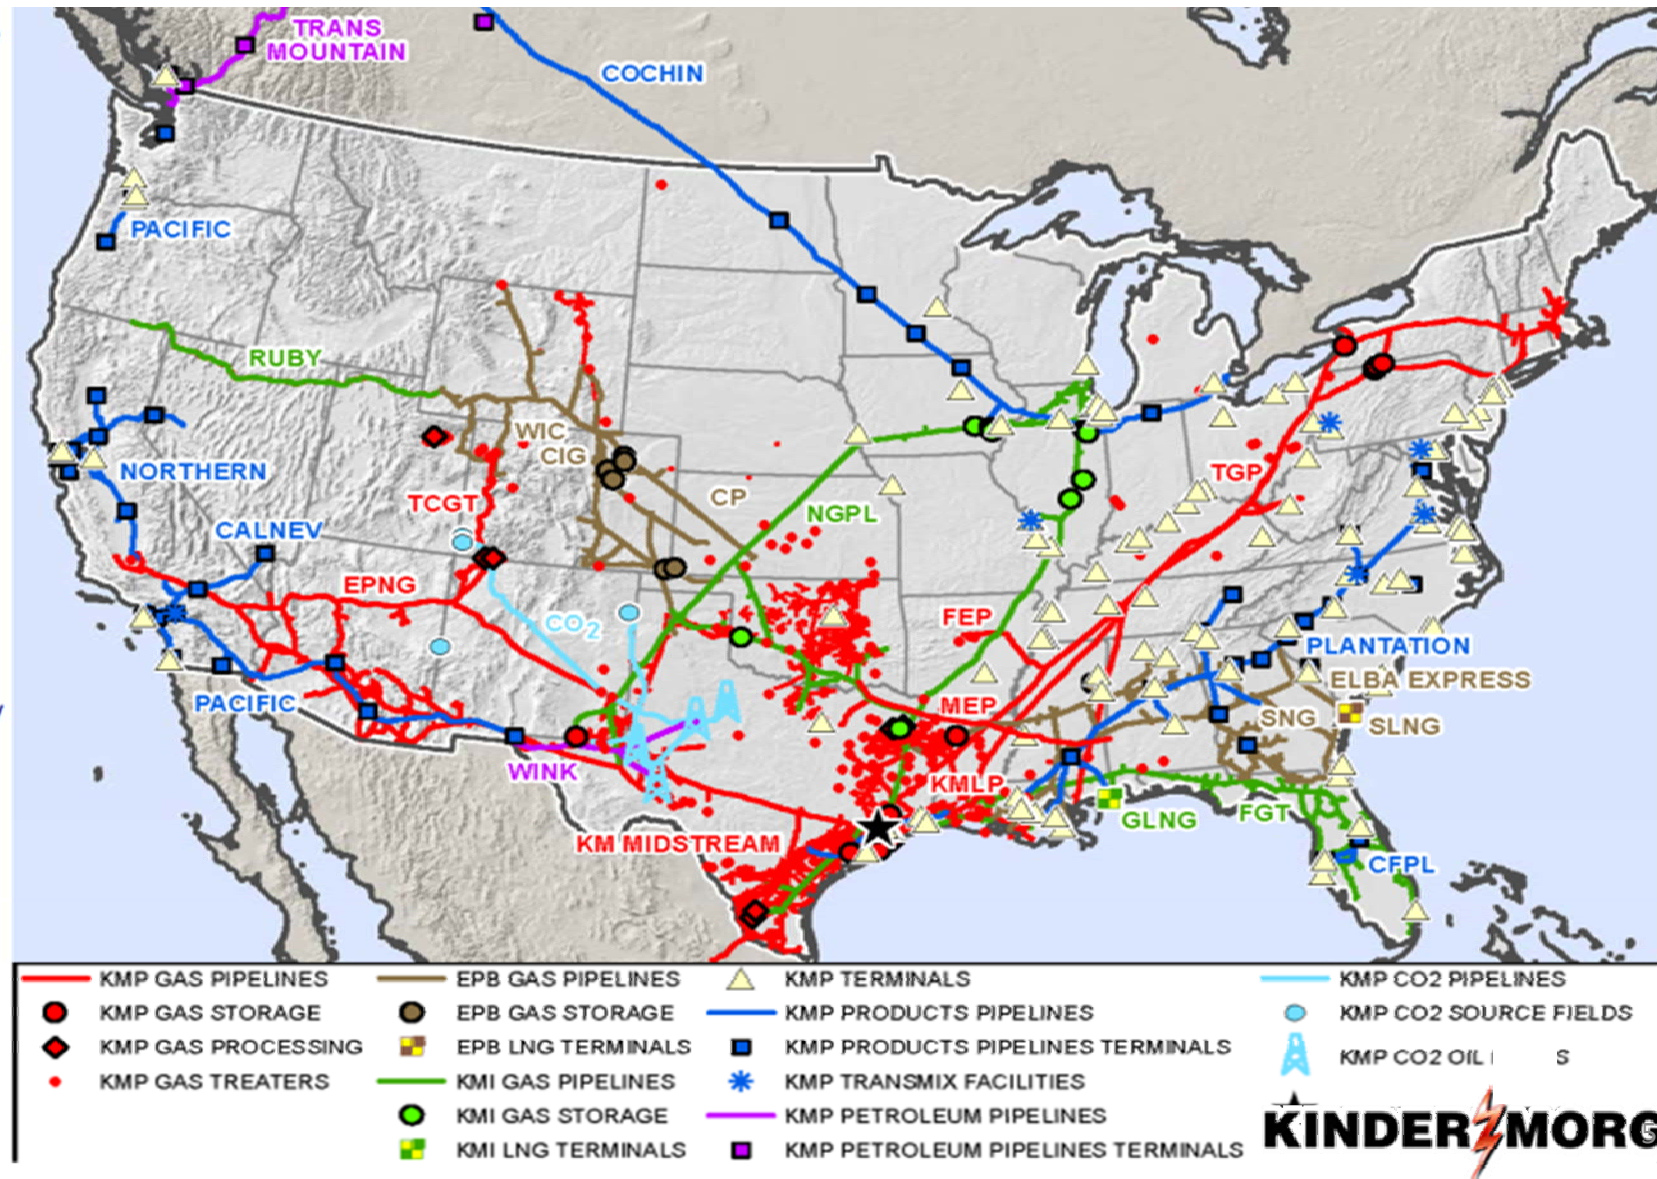 TRANS
MOUNTAIN
COCHIN
PACIFIC
RUBY
WIC
CIG
NORTHERN
TCGT
CP
TGP
NGPL
CALNEV
EPNG
CO2
FEP
PLANTATION
ELBA EXPRESS
PACIFIC
MEP
SNG
SLNG
WINK
KMLP
GLNG
FGT
KM MIDSTREAM
CFPL
KMP GAS PIPELINES
KMP GAS STORAGE
KMP GAS PROCESSING
KMP GAS TREATERS
EPB GAS PIPELINES
EPB GAS STORAGE
EPB LNG TERMINALS
KMI GAS PIPELINES
KMI GAS STORAGE
KMI LNG TERMINALS
KMP TERMINALS
KMP PRODUCTS PIPELINES
KMP PRODUCTS PIPELINES TERMINALS
KMP TRANSMIX FACILITIES
KMP PETROLEUM PIPELINES
KMP PETROLEUM PIPELINES TERMINALS
KMP CO2 PIPELINES
KMP CO2 SOURCE FIELDS
KMP CO2 OIL
KINDER MORG